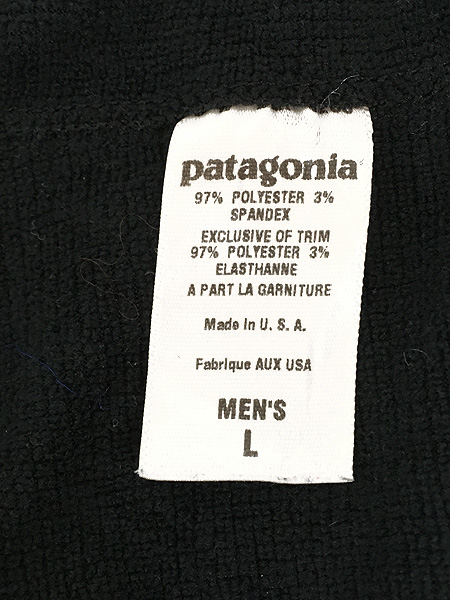 patagonia
97% POLYESTER 3%
SPANDEX
EXCLUSIVE OF TRIM
97% POLYESTER 3%
ELASTHANNE
A PART LA GARNITURE
Made In U. S. A.
Fabrique AUX USA
MEN'S
L